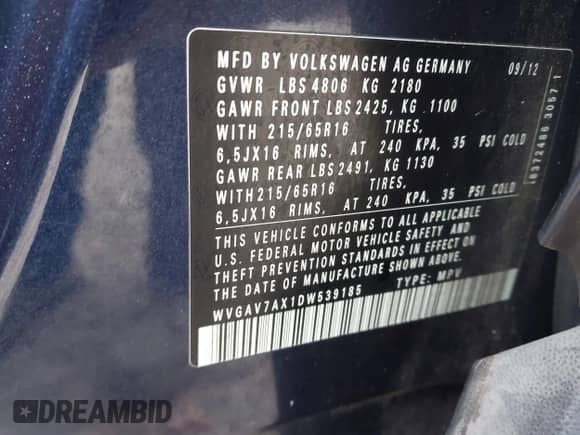 MFD BY VOLKSWAGEN AG GERMANY 09/12
GVWR LBS 4806 KG 2180
GAWR FRONT LBS 2425, KG 1100
WITH 215/65R16 TIRES,
6,5JX16 RIMS, AT 240 KPA, 35 PSI COLD
GAWR REAR LBS 2491, KG 1130
WITH 215/65R16 TIRES,
6,5JX16 RIMS, AT 240 KPA, 35 PSI COLD
THIS VEHICLE CONFORMS TO ALL APPLICABLE
U.S. FEDERAL MOTOR VEHICLE SAFETY AND
THEFT PREVENTION STANDARDS IN EFFECT ON
THE DATE OF MANUFACTURE SHOWN ABOVE.
WVGAV7AX1DW539185 TYPE: MPV
DREAMBID